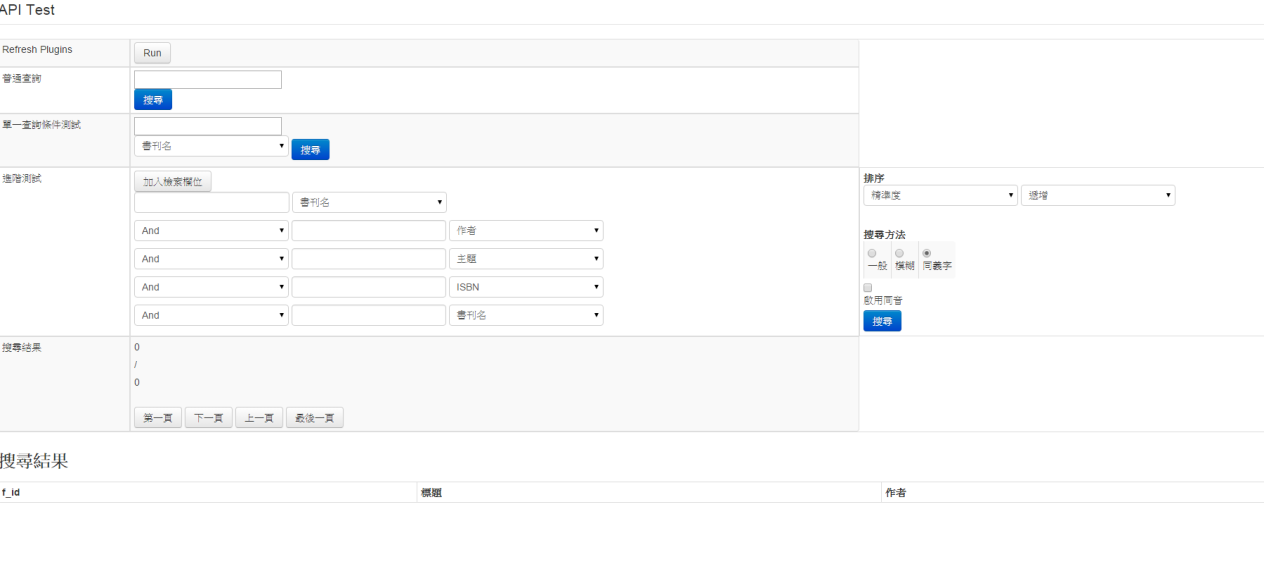 API Test
Refresh Plugins
Run
普通查詢
搜尋
單一查詢條件測試
書刊名
搜尋
進階測試
加入檢索欄位
書刊名
And
作者
And
主題
And
ISBN
And
書刊名
排序
精準度
遞增
搜尋方法
一般
模糊
同義字
啟用同音
搜尋
搜尋結果
0
/
0
第一頁
下一頁
上一頁
最後一頁
搜尋結果
f_id
標題
作者